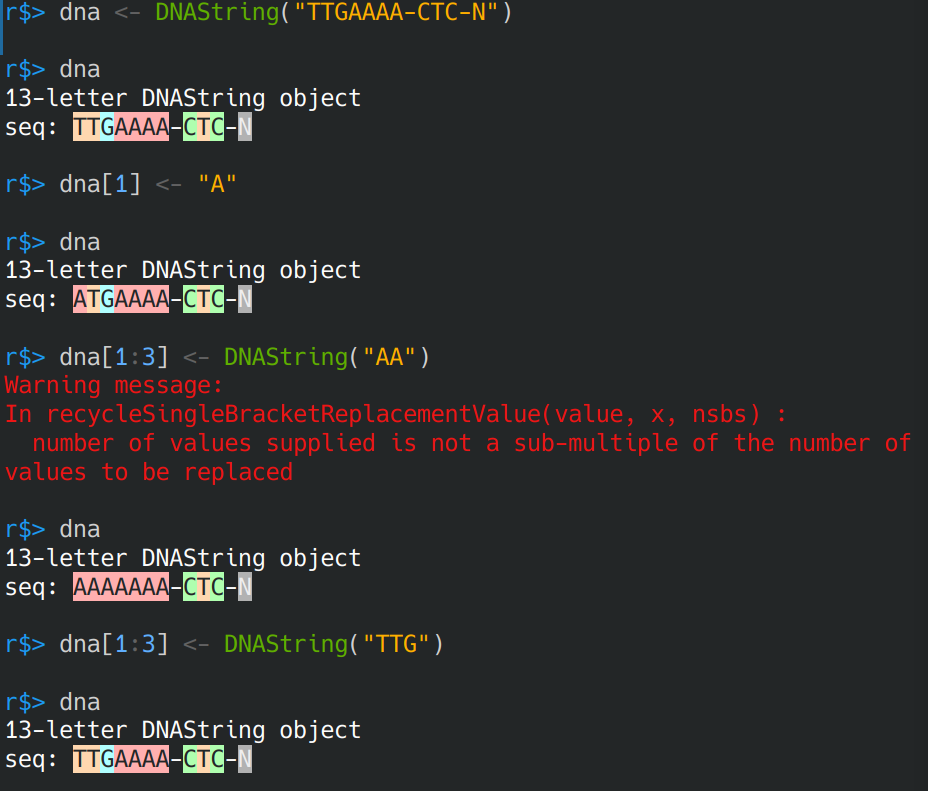 r$> dna <- DNAString("TTGAAAA-CTC-N")
r$> dna
13-letter DNAString object
seq: TTGAAAA-CTC-N
r$> dna[1] <- "A"
r$> dna
13-letter DNAString object
seq: ATGAAAA-CTC-N
r$> dna[1:3] <- DNAString("AA")
Warning message:
In recycleSingleBracketReplacementValue(value, x, nsbs) :
  number of values supplied is not a sub-multiple of the number of
values to be replaced
r$> dna
13-letter DNAString object
seq: AAAAAAA-CTC-N
r$> dna[1:3] <- DNAString("TTG")
r$> dna
13-letter DNAString object
seq: TTGAAAA-CTC-N